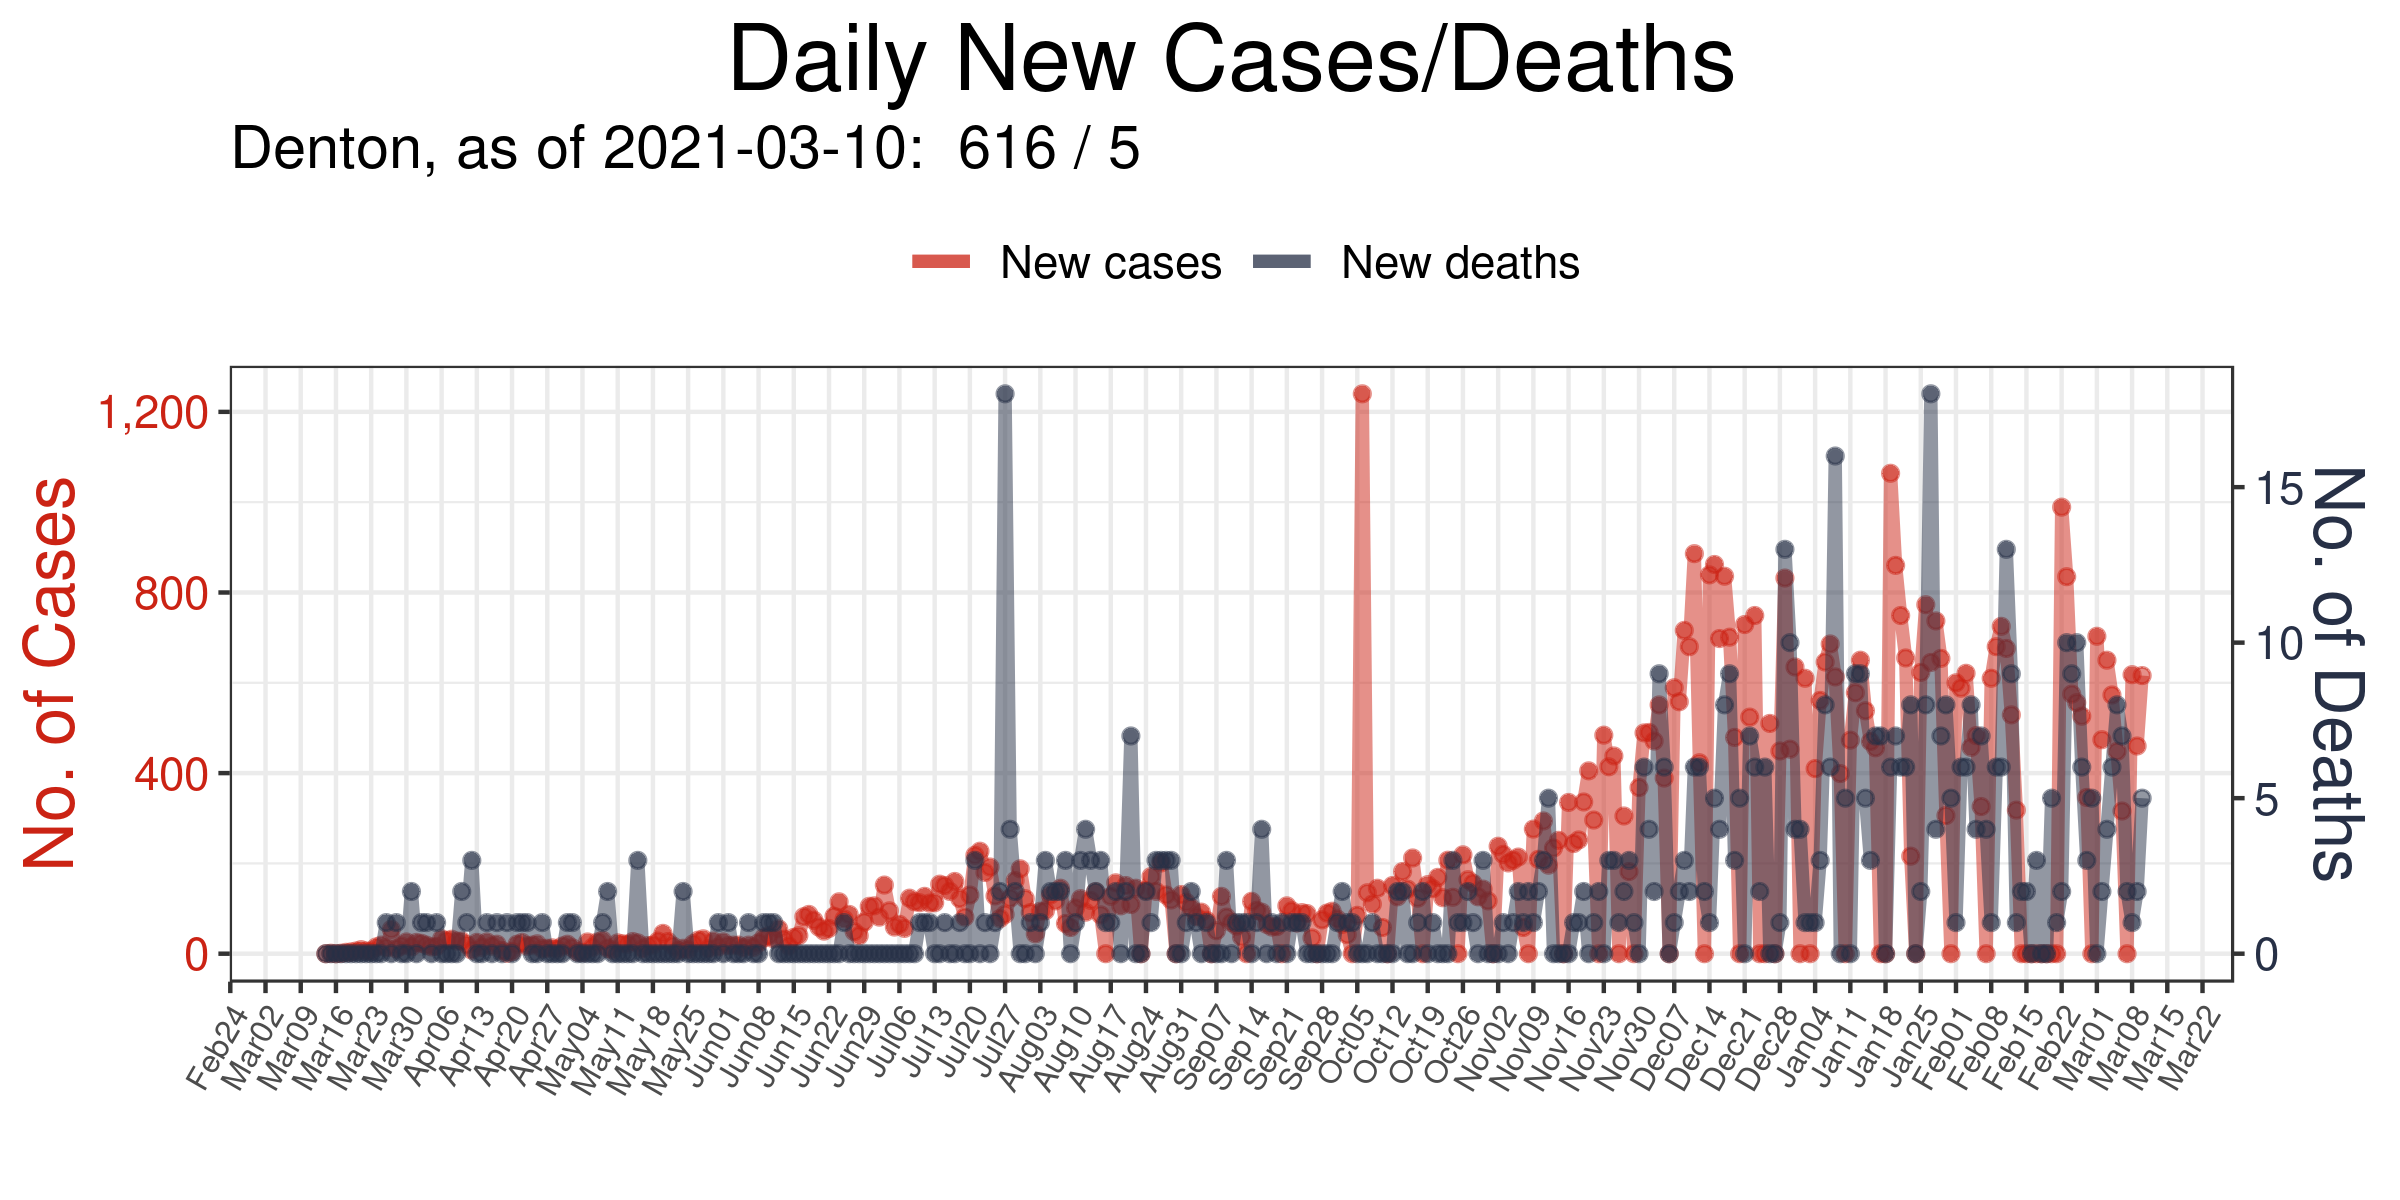 Daily New Cases/Deaths
Denton, as of 2021-03-10:  616 / 5
New cases
New deaths
No. of Cases
1,200
800
400
0
15
10
5
0
No. of Deaths
Feb24
Mar02
Mar09
Mar16
Mar23
Mar30
Apr06
Apr13
Apr20
Apr27
May04
May11
May18
May25
Jun01
Jun08
Jun15
Jun22
Jun29
Jul06
Jul13
Jul20
Jul27
Aug03
Aug10
Aug17
Aug24
Aug31
Sep07
Sep14
Sep21
Sep28
Oct05
Oct12
Oct19
Oct26
Nov02
Nov09
Nov16
Nov23
Nov30
Dec07
Dec14
Dec21
Dec28
Jan04
Jan11
Jan18
Jan25
Feb01
Feb08
Feb15
Feb22
Mar01
Mar08
Mar15
Mar22